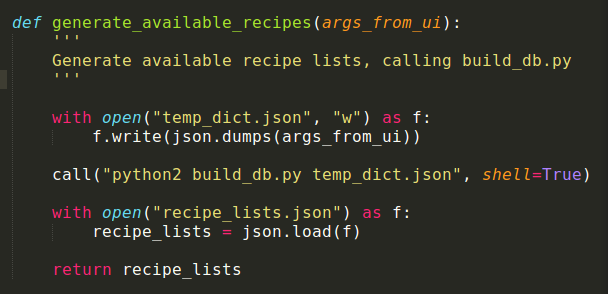 def generate_available_recipes(args_from_ui):
    '''
    Generate available recipe lists, calling build_db.py
    '''
    with open("temp_dict.json", "w") as f:
        f.write(json.dumps(args_from_ui))
    call("python2 build_db.py temp_dict.json", shell=True)
    with open("recipe_lists.json") as f:
        recipe_lists = json.load(f)
    return recipe_lists